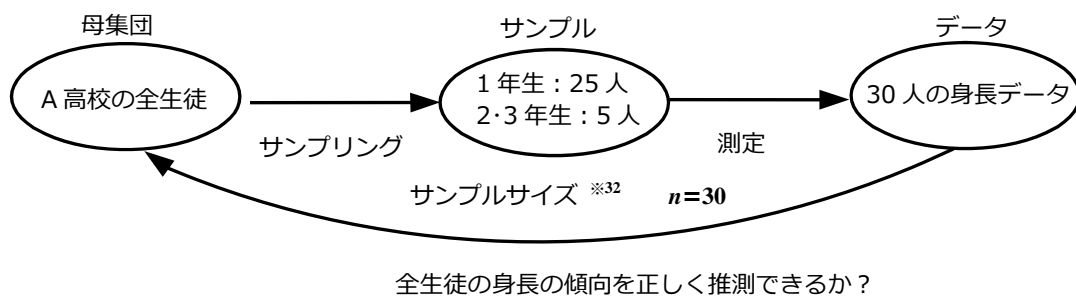 母集団
サンプル
データ
A 高校の全生徒
1 年生：25 人
2･3 年生：5 人
30 人の身長データ
サンプリング
測定
サンプルサイズ ※32 n=30
全生徒の身長の傾向を正しく推測できるか？